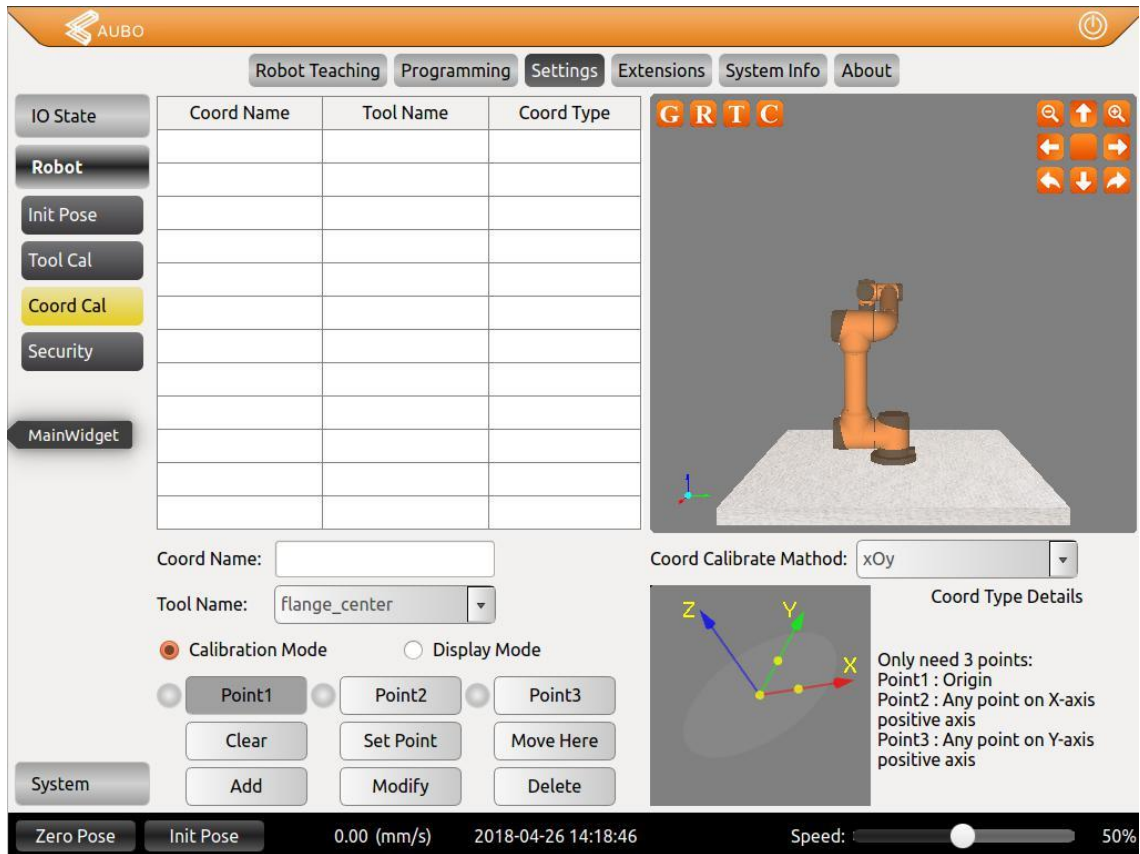 AUBO
Robot Teaching Programming Settings Extensions System Info About
IO State
Robot
Init Pose
Tool Cal
Coord Cal
Security
MainWidget
System
Coord Name Tool Name Coord Type
G R T C
Coord Name:
Tool Name: flange_center
Calibration Mode Display Mode
Point1 Point2 Point3
Clear Set Point Move Here
Add Modify Delete
Coord Calibrate Mathod: xOy
Z Y X
Coord Type Details
Only need 3 points:
Point1 : Origin
Point2 : Any point on X-axis
positive axis
Point3 : Any point on Y-axis
positive axis
Zero Pose Init Pose 0.00 (mm/s) 2018-04-26 14:18:46 Speed: 50%